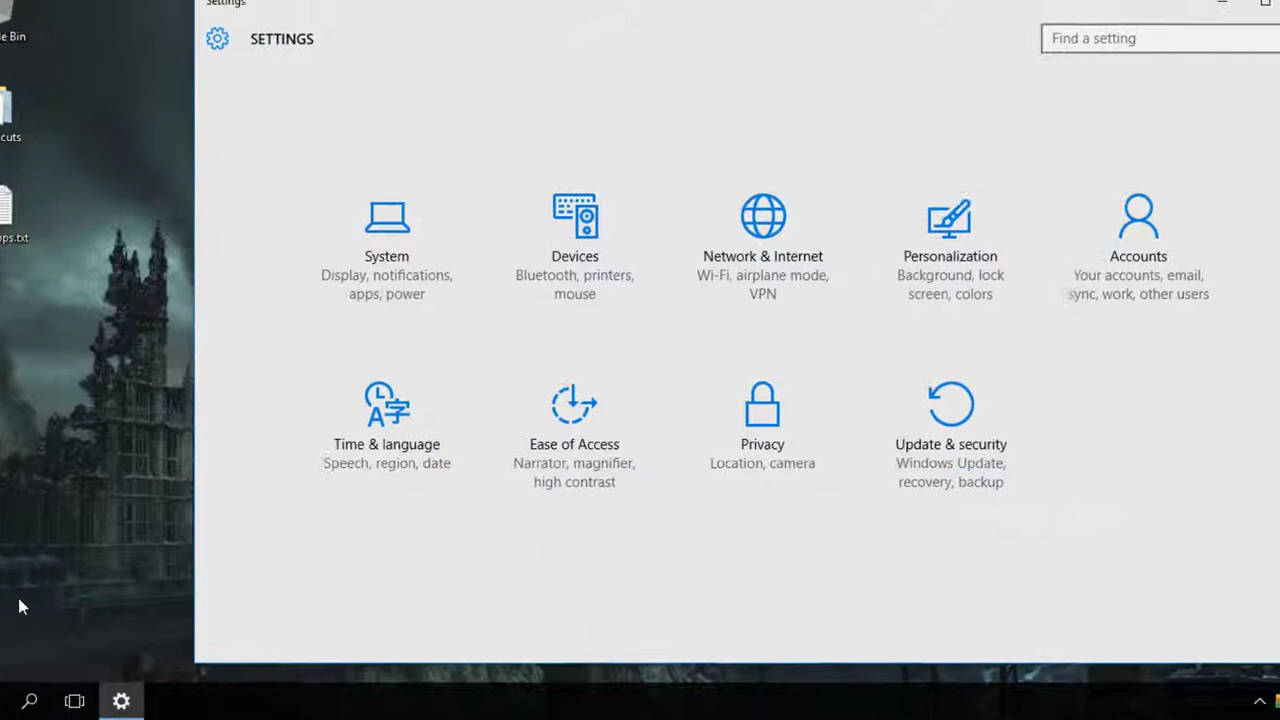 Settings
SETTINGS
Find a setting
le Bin
cuts
ops.txt
System
Display, notifications,
apps, power
Devices
Bluetooth, printers,
mouse
Network & Internet
Wi-Fi, airplane mode,
VPN
Personalization
Background, lock
screen, colors
Accounts
Your accounts, email,
sync, work, other users
Time & language
Speech, region, date
Ease of Access
Narrator, magnifier,
high contrast
Privacy
Location, camera
Update & security
Windows Update,
recovery, backup